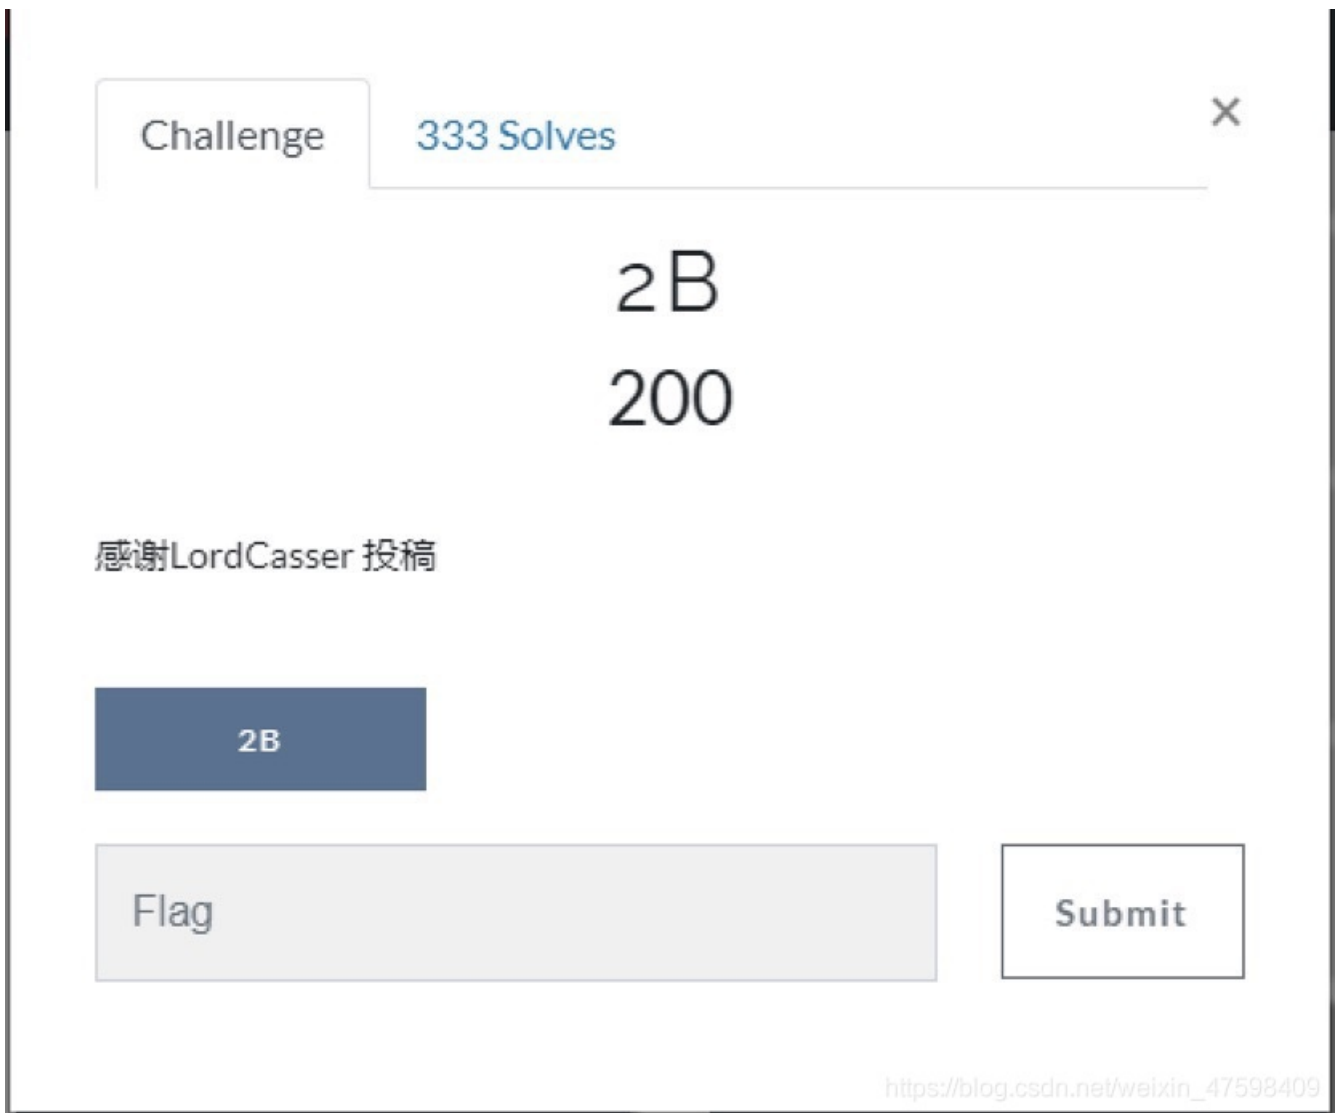 Challenge
333 Solves
×
2B
200
感谢LordCasser 投稿
2B
Flag
Submit
https://blog.csdn.net/weixin_47598409